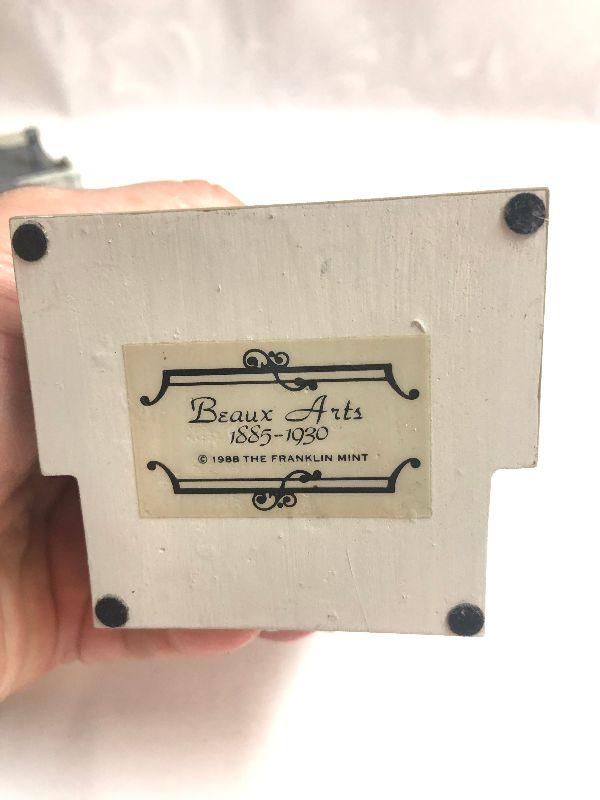 Beaux Arts
1885-1930
© 1988 THE FRANKLIN MINT